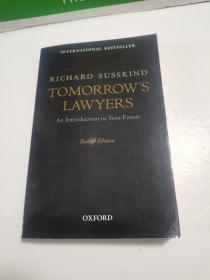 INTERNATIONAL BESTSELLER
RICHARD SUSSKIND
TOMORROW'S
LAWYERS
An Introduction to Your Future
Second Edition
OXFORD